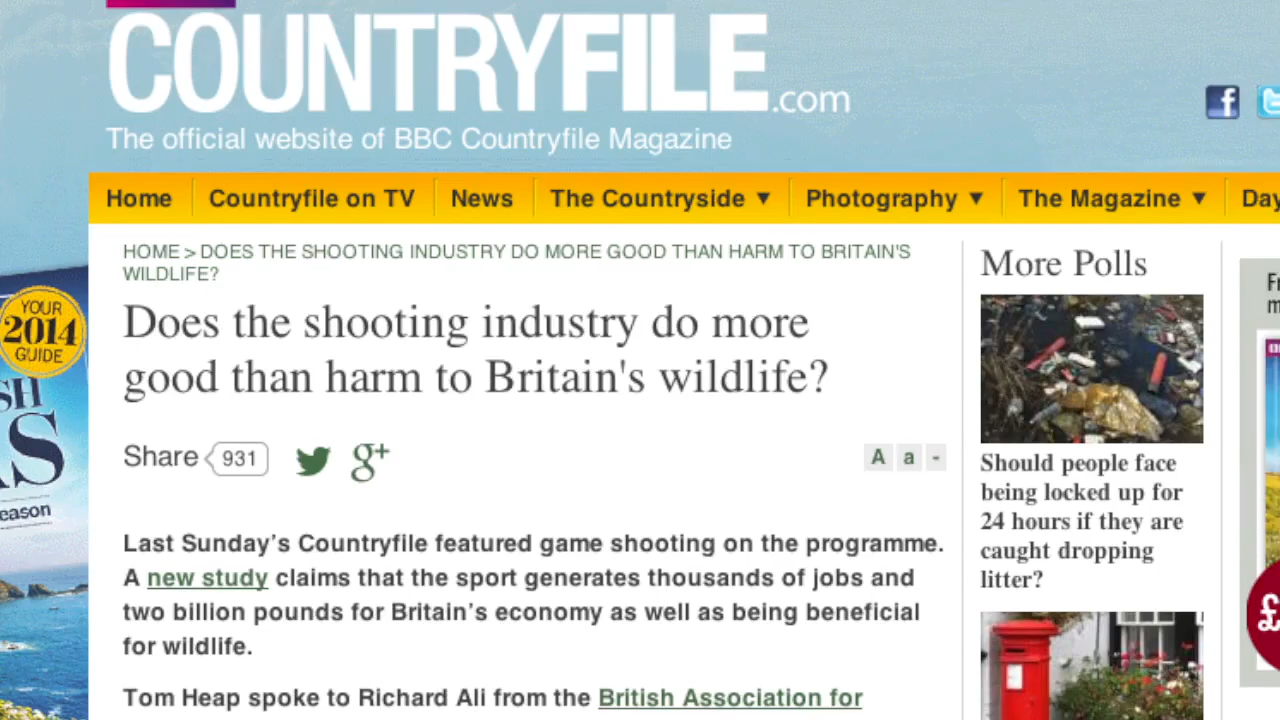 COUNTRYFILE.com
The official website of BBC Countryfile Magazine
Home
Countryfile on TV
News
The Countryside ▼
Photography ▼
The Magazine ▼
HOME > DOES THE SHOOTING INDUSTRY DO MORE GOOD THAN HARM TO BRITAIN'S
WILDLIFE?
Does the shooting industry do more
good than harm to Britain's wildlife?
Share 931
g+
A a -
Last Sunday’s Countryfile featured game shooting on the programme.
A new study claims that the sport generates thousands of jobs and
two billion pounds for Britain’s economy as well as being beneficial
for wildlife.
Tom Heap spoke to Richard Ali from the British Association for
More Polls
Should people face
being locked up for
24 hours if they are
caught dropping
litter?
YOUR
2014
GUIDE